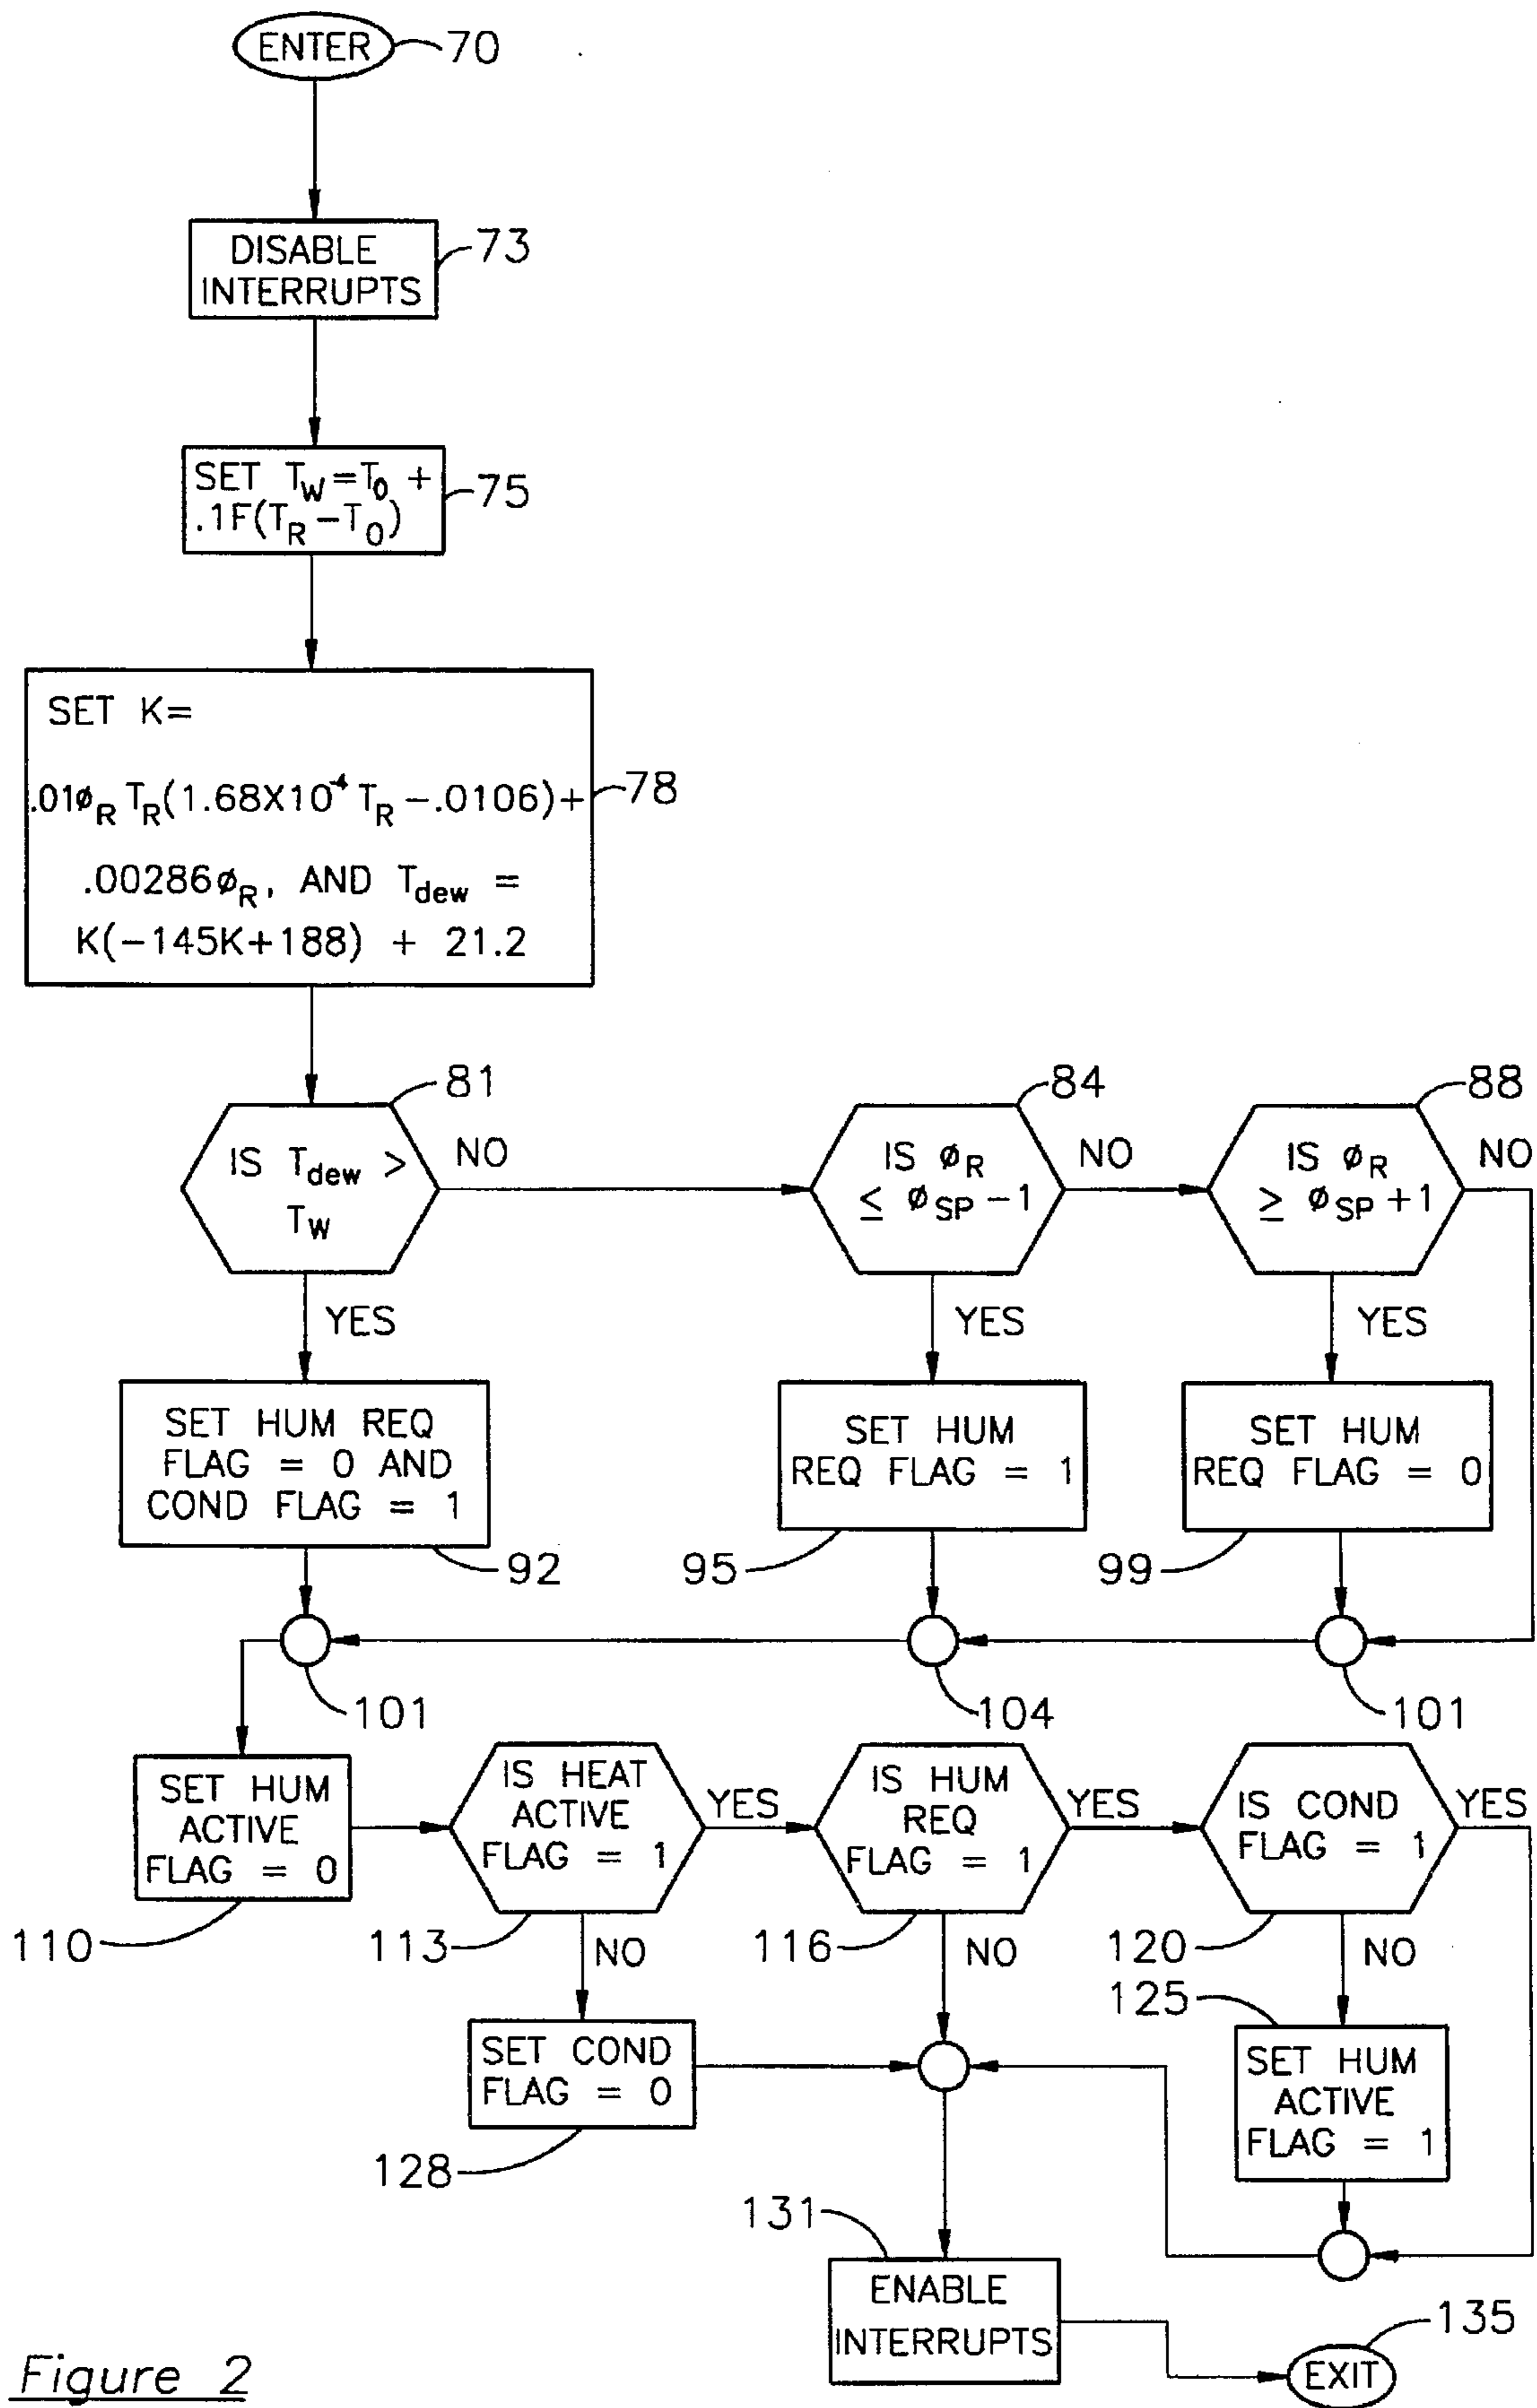 ENTER
70
DISABLE
INTERRUPTS
73
SET T_W=T_0 +
.1F(T_R-T_0)
75
SET K=
.01ø_R T_R(1.68X10^-4 T_R-.0106)+
.00286ø_R, AND T_dew =
K(-145K+188) + 21.2
78
81
IS T_dew >
T_W
NO
YES
84
IS ø_R
≤ ø_SP-1
NO
YES
88
IS ø_R
≥ ø_SP+1
NO
YES
SET HUM REQ
FLAG = 0 AND
COND FLAG = 1
92
SET HUM
REQ FLAG = 1
95
SET HUM
REQ FLAG = 0
99
101
104
101
SET HUM
ACTIVE
FLAG = 0
110
IS HEAT
ACTIVE
FLAG = 1
YES
113
NO
IS HUM
REQ
FLAG = 1
YES
116
NO
IS COND
FLAG = 1
YES
120
NO
125
SET COND
FLAG = 0
128
SET HUM
ACTIVE
FLAG = 1
131
ENABLE
INTERRUPTS
135
EXIT
Figure 2